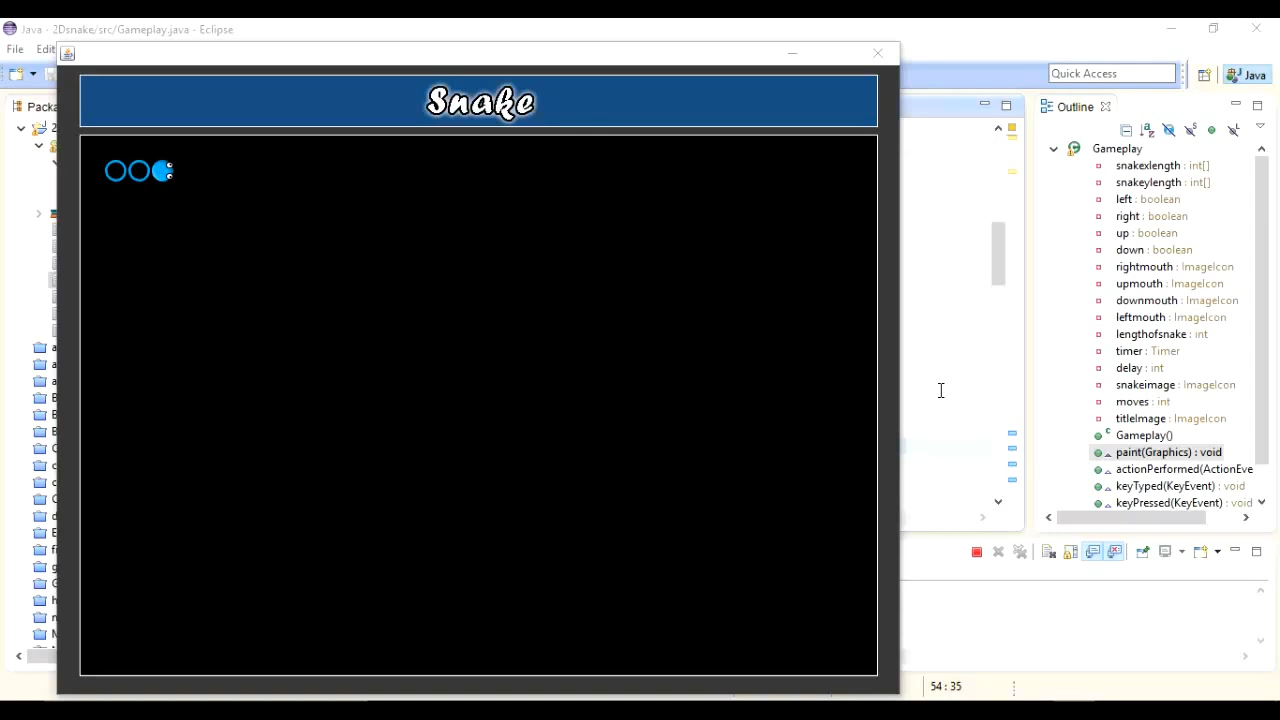 Java - 2Dsnake/src/Gameplay.java - Eclipse
File Edi
Snake
Quick Access
Java
Packa
Outline
2
Gameplay
snakexlength : int[]
snakeylength : int[]
left : boolean
right : boolean
up : boolean
down : boolean
rightmouth : ImageIcon
upmouth : ImageIcon
downmouth : ImageIcon
leftmouth : ImageIcon
lengthofsnake : int
timer : Timer
delay : int
snakeimage : ImageIcon
moves : int
titleImage : ImageIcon
Gameplay()
paint(Graphics) : void
actionPerformed(ActionEve
keyTyped(KeyEvent) : void
keyPressed(KeyEvent) : void
54 : 35